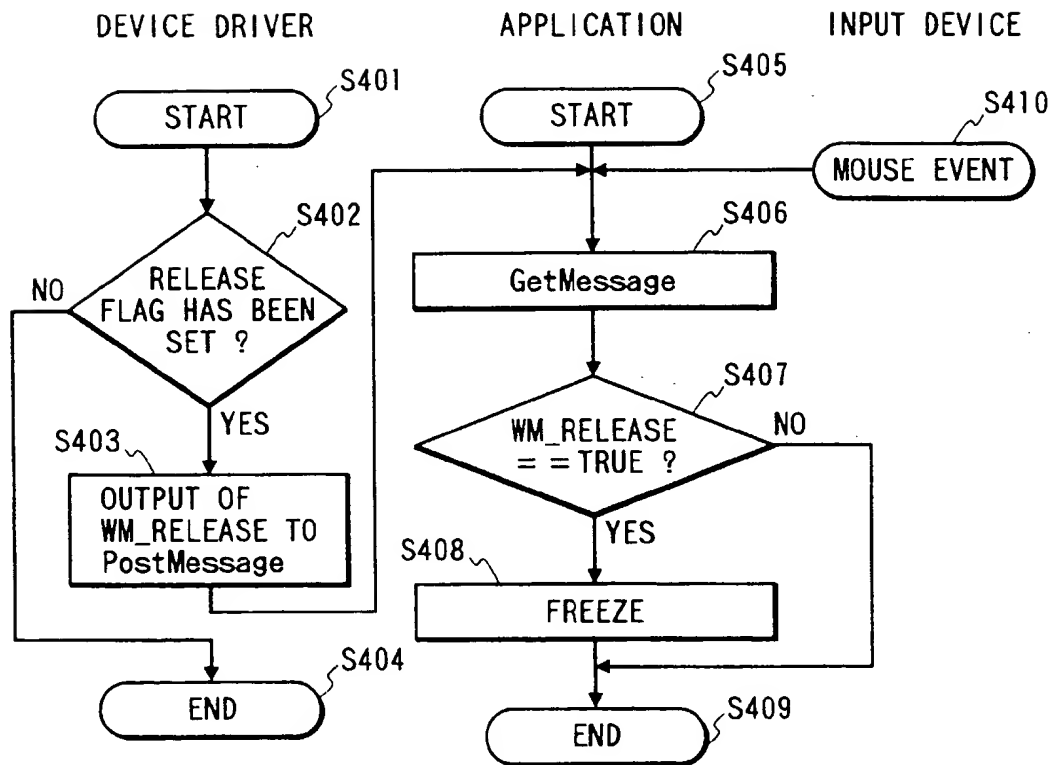 DEVICE DRIVER
APPLICATION
INPUT DEVICE
S401
START
S402
RELEASE
FLAG HAS BEEN
SET ?
NO
YES
S403
OUTPUT OF
WM_RELEASE TO
PostMessage
S404
END
S405
START
S410
MOUSE EVENT
S406
GetMessage
S407
WM_RELEASE
= = TRUE ?
NO
YES
S408
FREEZE
S409
END